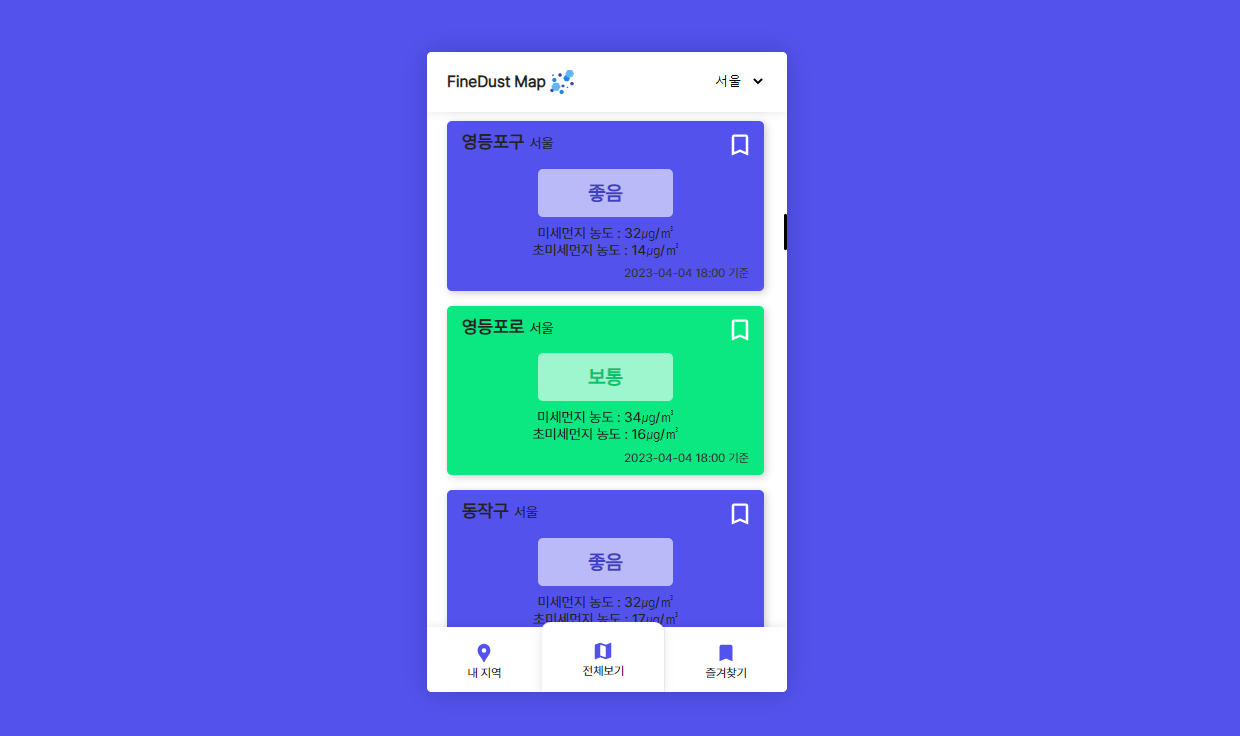 FineDust Map
서울
영등포구 서울
좋음
미세먼지 농도 : 32㎍/㎥
초미세먼지 농도 : 14㎍/㎥
2023-04-04 18:00 기준
영등포로 서울
보통
미세먼지 농도 : 34㎍/㎥
초미세먼지 농도 : 16㎍/㎥
2023-04-04 18:00 기준
동작구 서울
좋음
미세먼지 농도 : 32㎍/㎥
초미세먼지 농도 : 17㎍/㎥
내 지역
전체보기
즐겨찾기